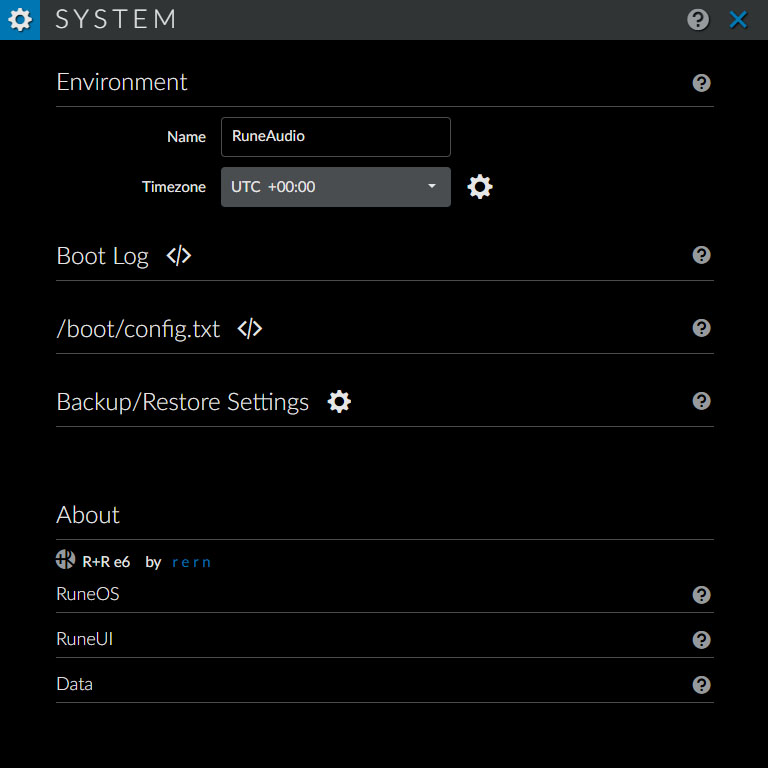 SYSTEM
Environment
Name RuneAudio
Timezone UTC +00:00
Boot Log </>
/boot/config.txt </>
Backup/Restore Settings
About
R+R e6 by rern
RuneOS
RuneUI
Data